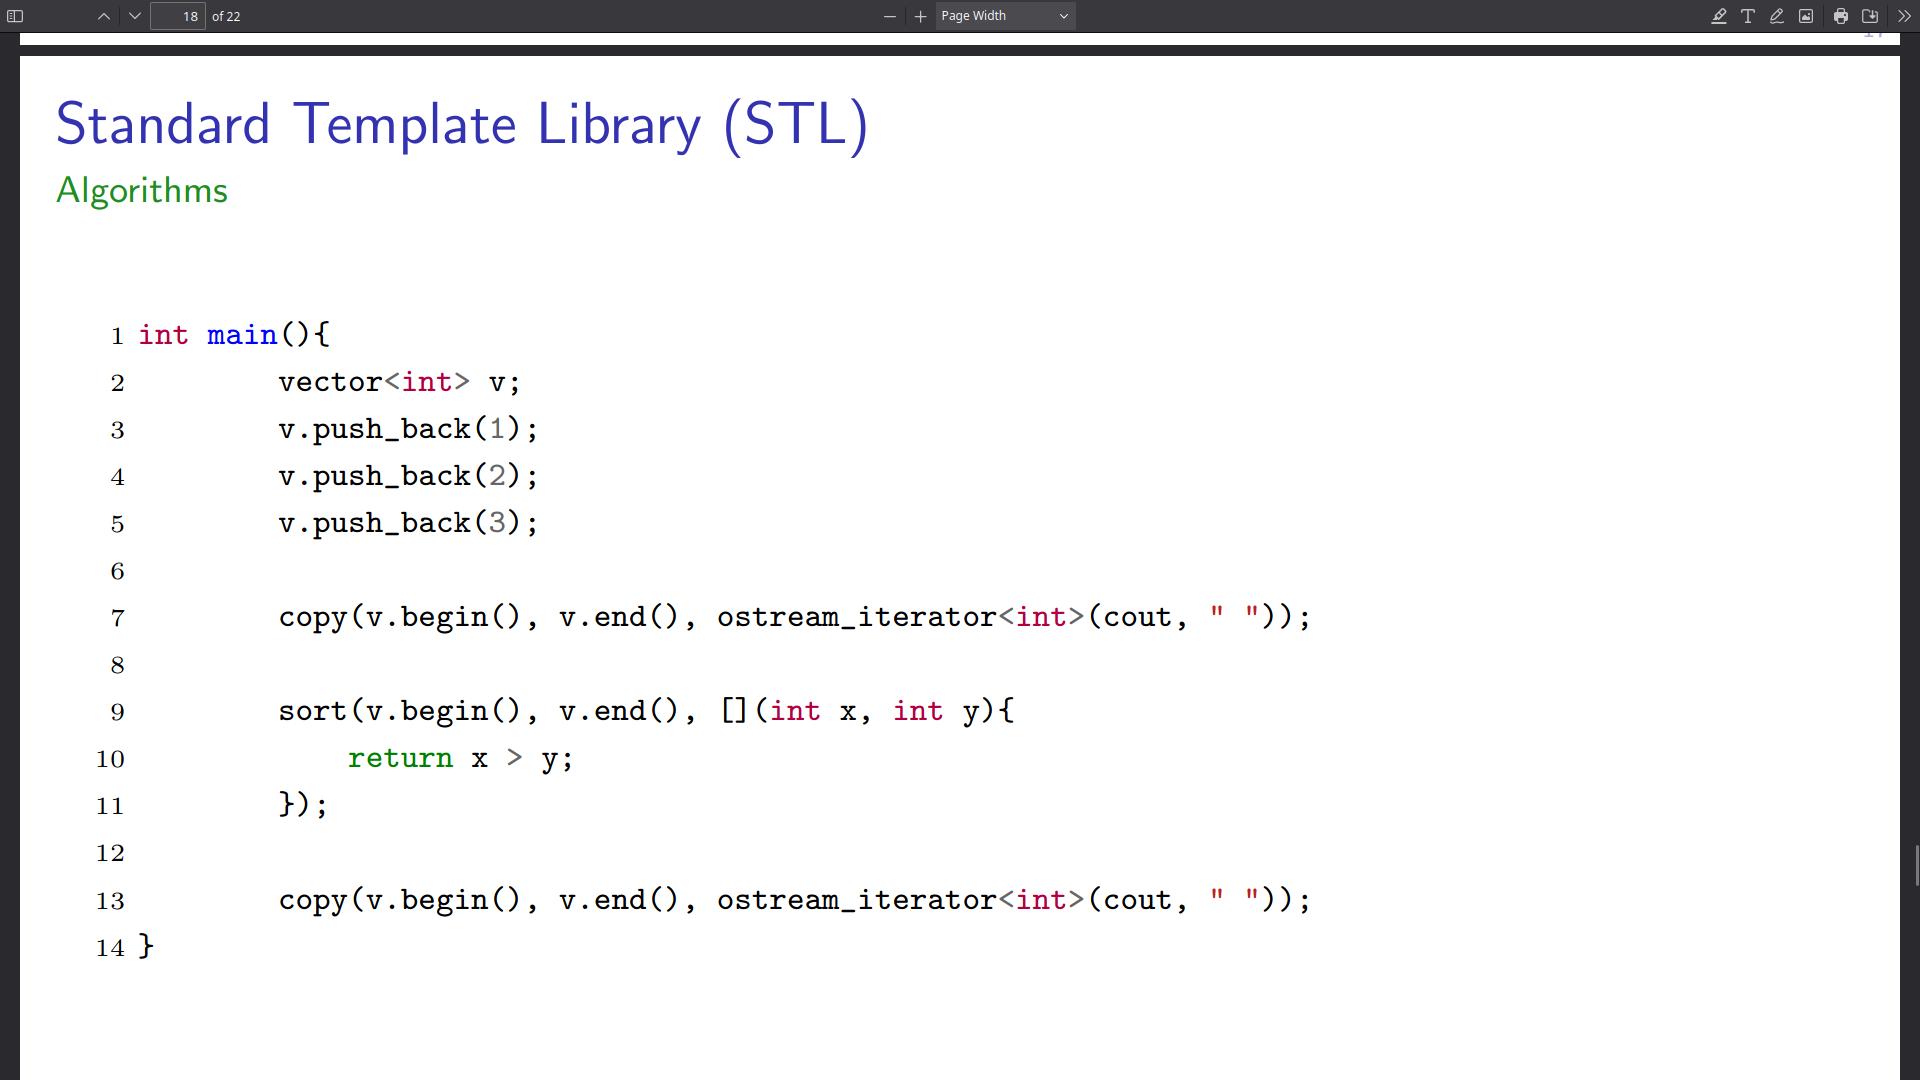 18 of 22 Page Width
Standard Template Library (STL)
Algorithms
1 int main(){
2         vector<int> v;
3         v.push_back(1);
4         v.push_back(2);
5         v.push_back(3);
6
7         copy(v.begin(), v.end(), ostream_iterator<int>(cout, " "));
8
9         sort(v.begin(), v.end(), [](int x, int y){
10             return x > y;
11         });
12
13         copy(v.begin(), v.end(), ostream_iterator<int>(cout, " "));
14 }